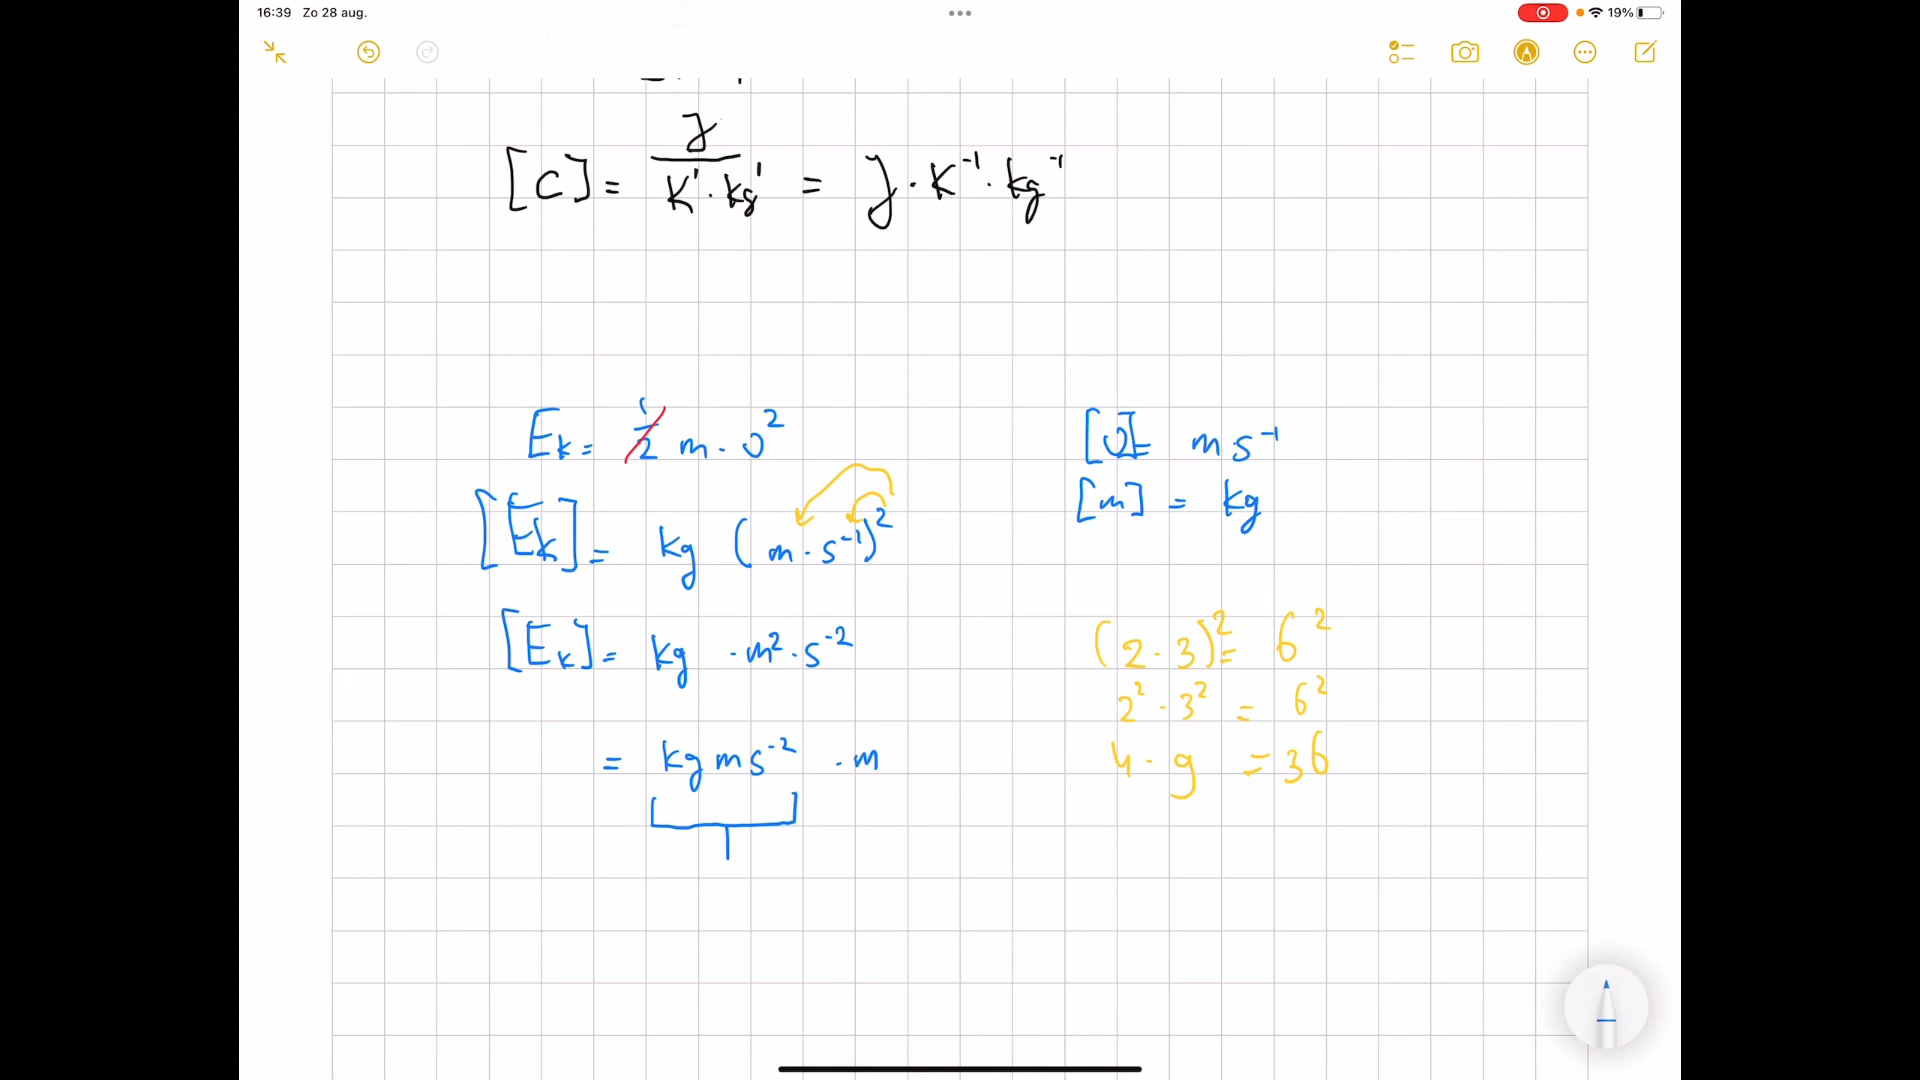 16:39 Zo 28 aug. 19%
[c] = J / K¹ · kg¹ = J · K⁻¹ · kg⁻¹
Ek = 1/2 m · v²
[v] = m s⁻¹
[Ek] = kg (m · s⁻¹)²
[m] = kg
[Ek] = kg · m² · s⁻²
(2 · 3)² = 6²
2² · 3² = 6²
= kg m s⁻² · m
4 · 9 = 36